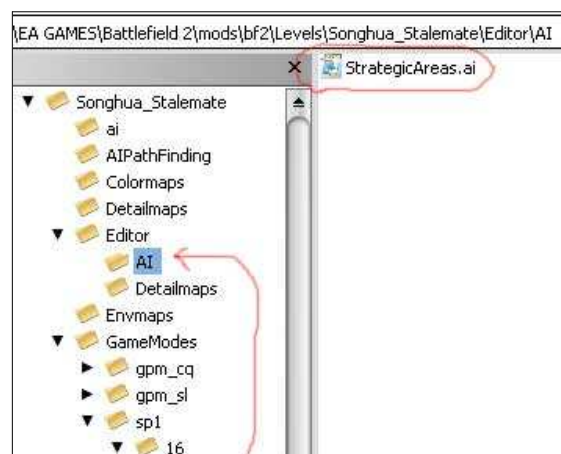 \EA GAMES\Battlefield 2\mods\bf2\Levels\Songhua_Stalemate\Editor\AI
StrategicAreas.ai
Songhua_Stalemate
ai
AIPathFinding
Colormaps
Detailmaps
Editor
AI
Detailmaps
Envmaps
GameModes
gpm_cq
gpm_sl
sp1
16